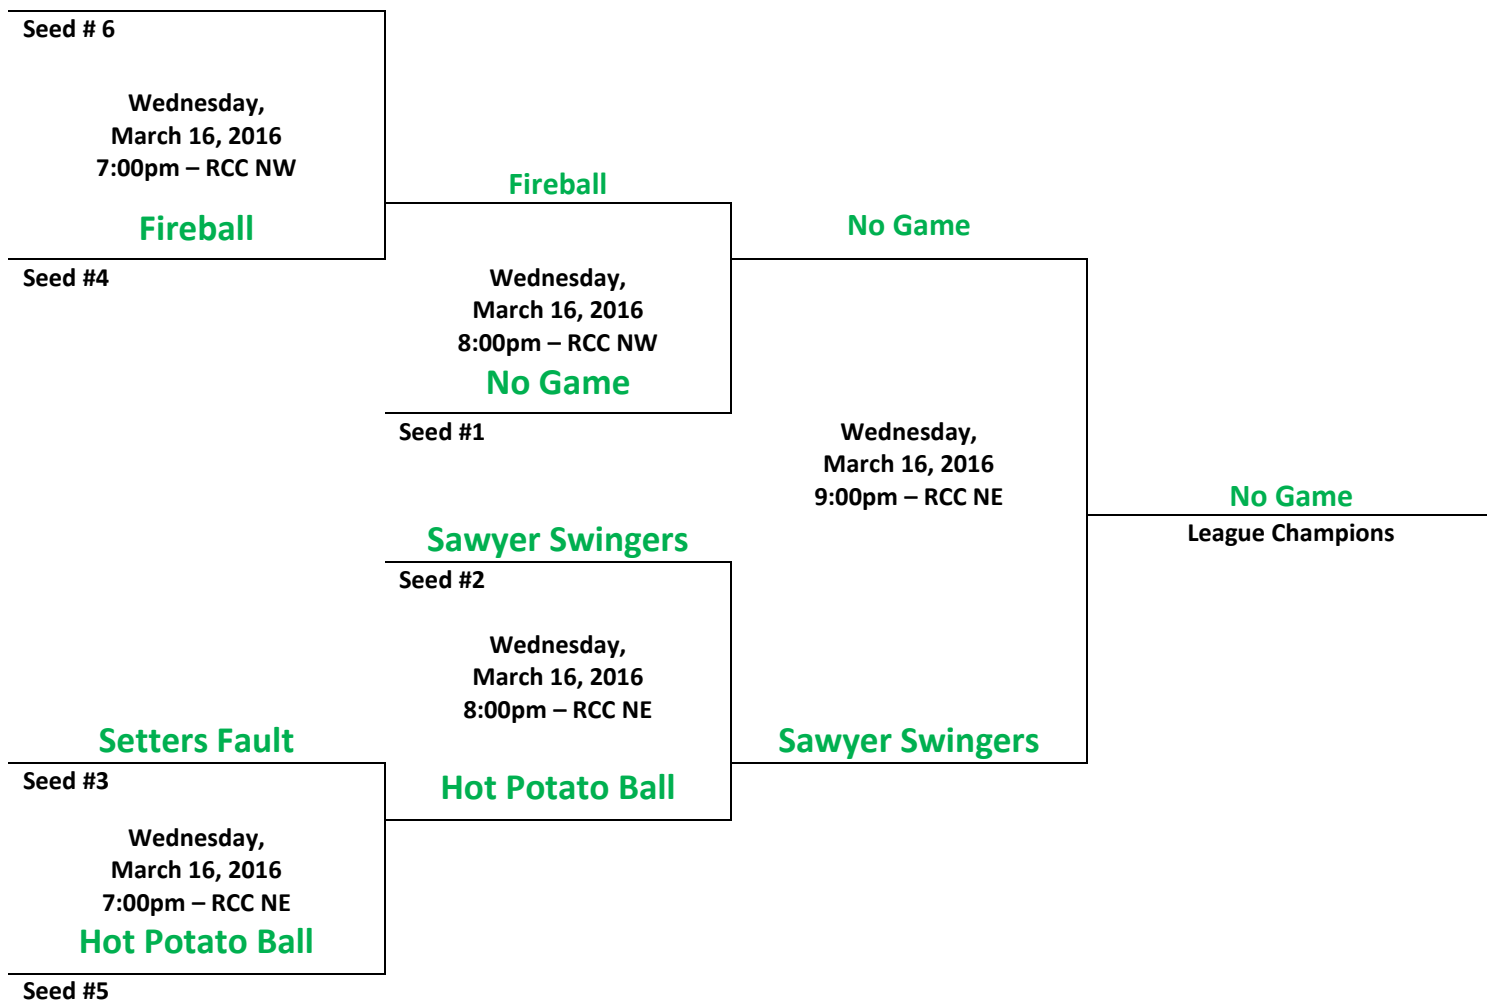 Seed # 6
Wednesday,
March 16, 2016
7:00pm – RCC NW
Fireball
Seed #4
Fireball
Wednesday,
March 16, 2016
8:00pm – RCC NW
No Game
Seed #1
No Game
Wednesday,
March 16, 2016
9:00pm – RCC NE
No Game
League Champions
Sawyer Swingers
Seed #2
Wednesday,
March 16, 2016
8:00pm – RCC NE
Hot Potato Ball
Sawyer Swingers
Setters Fault
Seed #3
Wednesday,
March 16, 2016
7:00pm – RCC NE
Hot Potato Ball
Seed #5